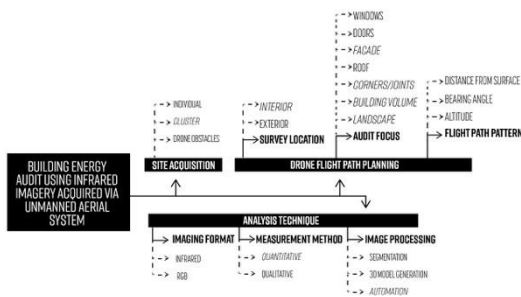 WINDOWS
DOORS
FACADE
ROOF
CORNERS/JOINTS
BUILDING VOLUME
LANDSCAPE
AUDIT FOCUS
DISTANCE FROM SURFACE
BEARING ANGLE
ALTITUDE
FLIGHT PATH PATTERN
INDIVIDUAL
CLUSTER
DRONE OBSTACLES
INTERIOR
EXTERIOR
SURVEY LOCATION
SITE ACQUISITION
DRONE FLIGHT PATH PLANNING
BUILDING ENERGY
AUDIT USING INFRARED
IMAGERY ACQUIRED VIA
UNMANNED AERIAL
SYSTEM
ANALYSIS TECHNIQUE
IMAGING FORMAT
INFRARED
RGB
MEASUREMENT METHOD
QUANTITATIVE
QUALITATIVE
IMAGE PROCESSING
SEGMENTATION
3D MODEL GENERATION
AUTOMATION